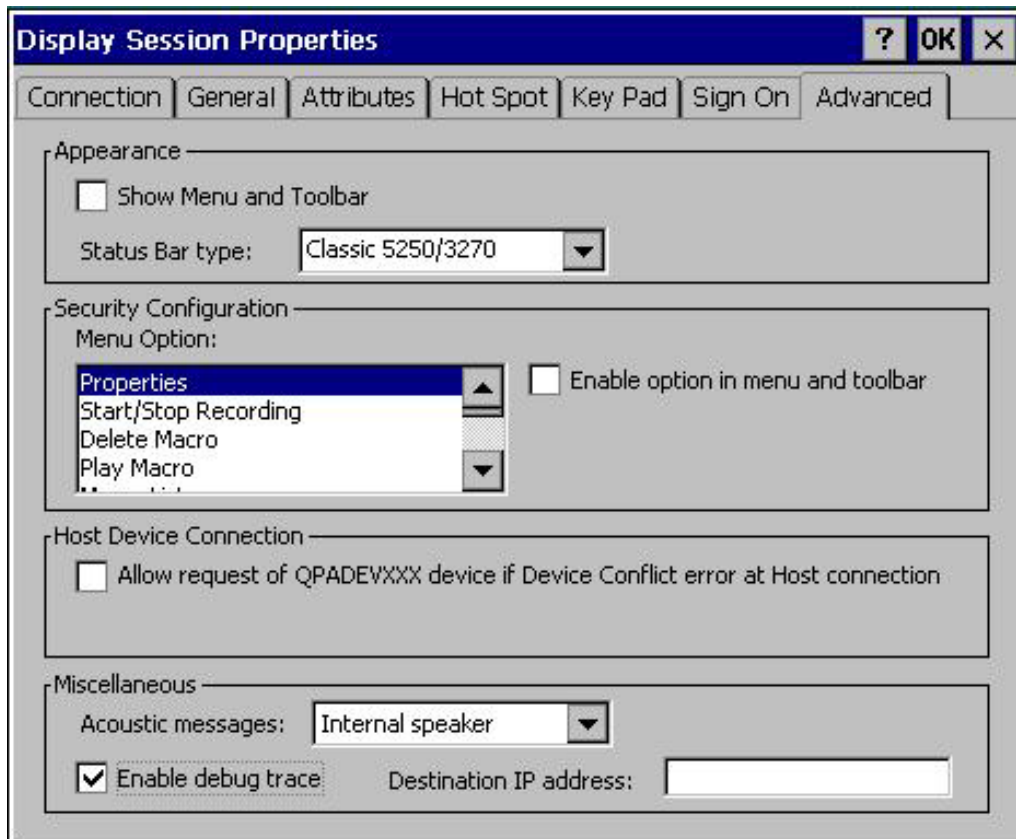 Display Session Properties ? OK ×
Connection General Attributes Hot Spot Key Pad Sign On Advanced
Appearance
Show Menu and Toolbar
Status Bar type: Classic 5250/3270
Security Configuration
Menu Option:
Properties
Enable option in menu and toolbar
Start/Stop Recording
Delete Macro
Play Macro
Host Device Connection
Allow request of QPADEVXXX device if Device Conflict error at Host connection
Miscellaneous
Acoustic messages: Internal speaker
Enable debug trace Destination IP address: